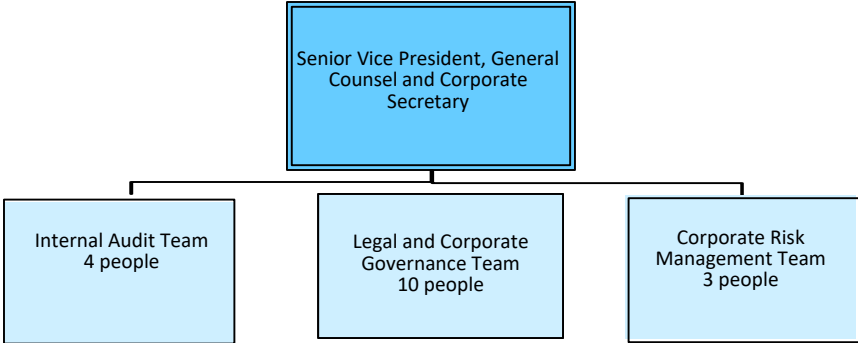 Senior Vice President, General
Counsel and Corporate
Secretary
Internal Audit Team
4 people
Legal and Corporate
Governance Team
10 people
Corporate Risk
Management Team
3 people